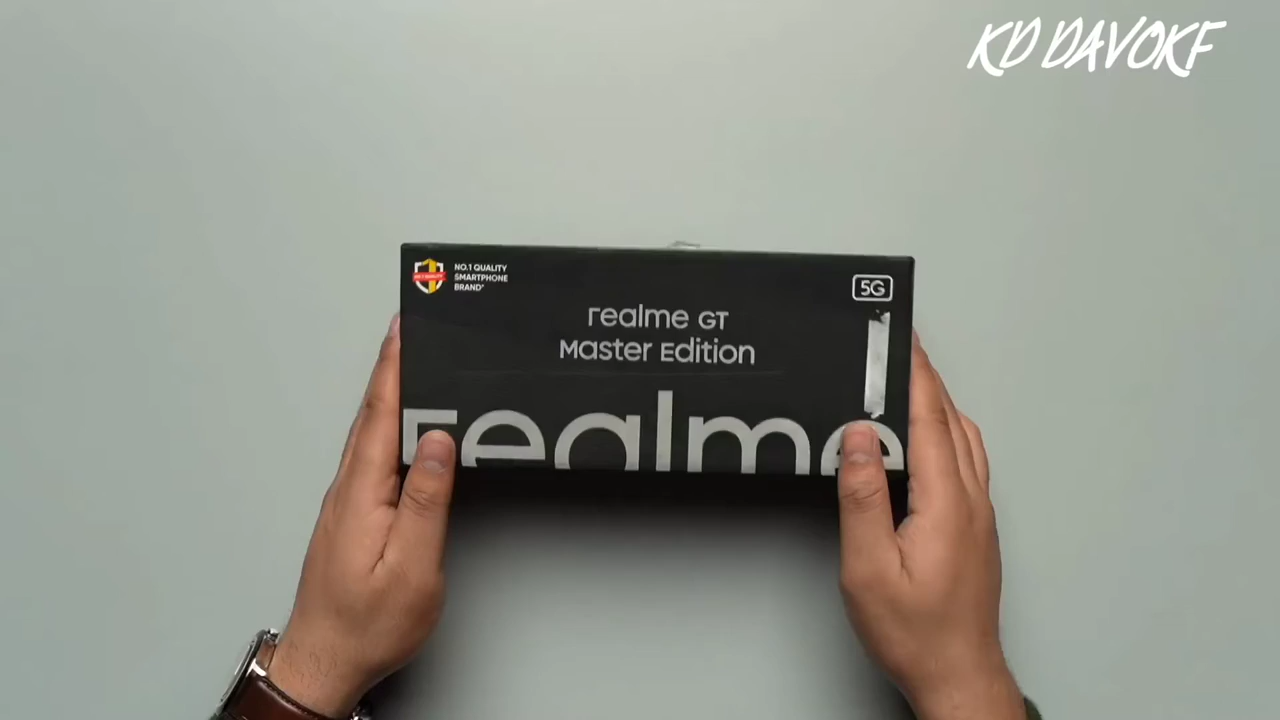 KD DAVOKF
NO.1 QUALITY
SMARTPHONE
BRAND*
5G
realme GT
Master Edition
realme